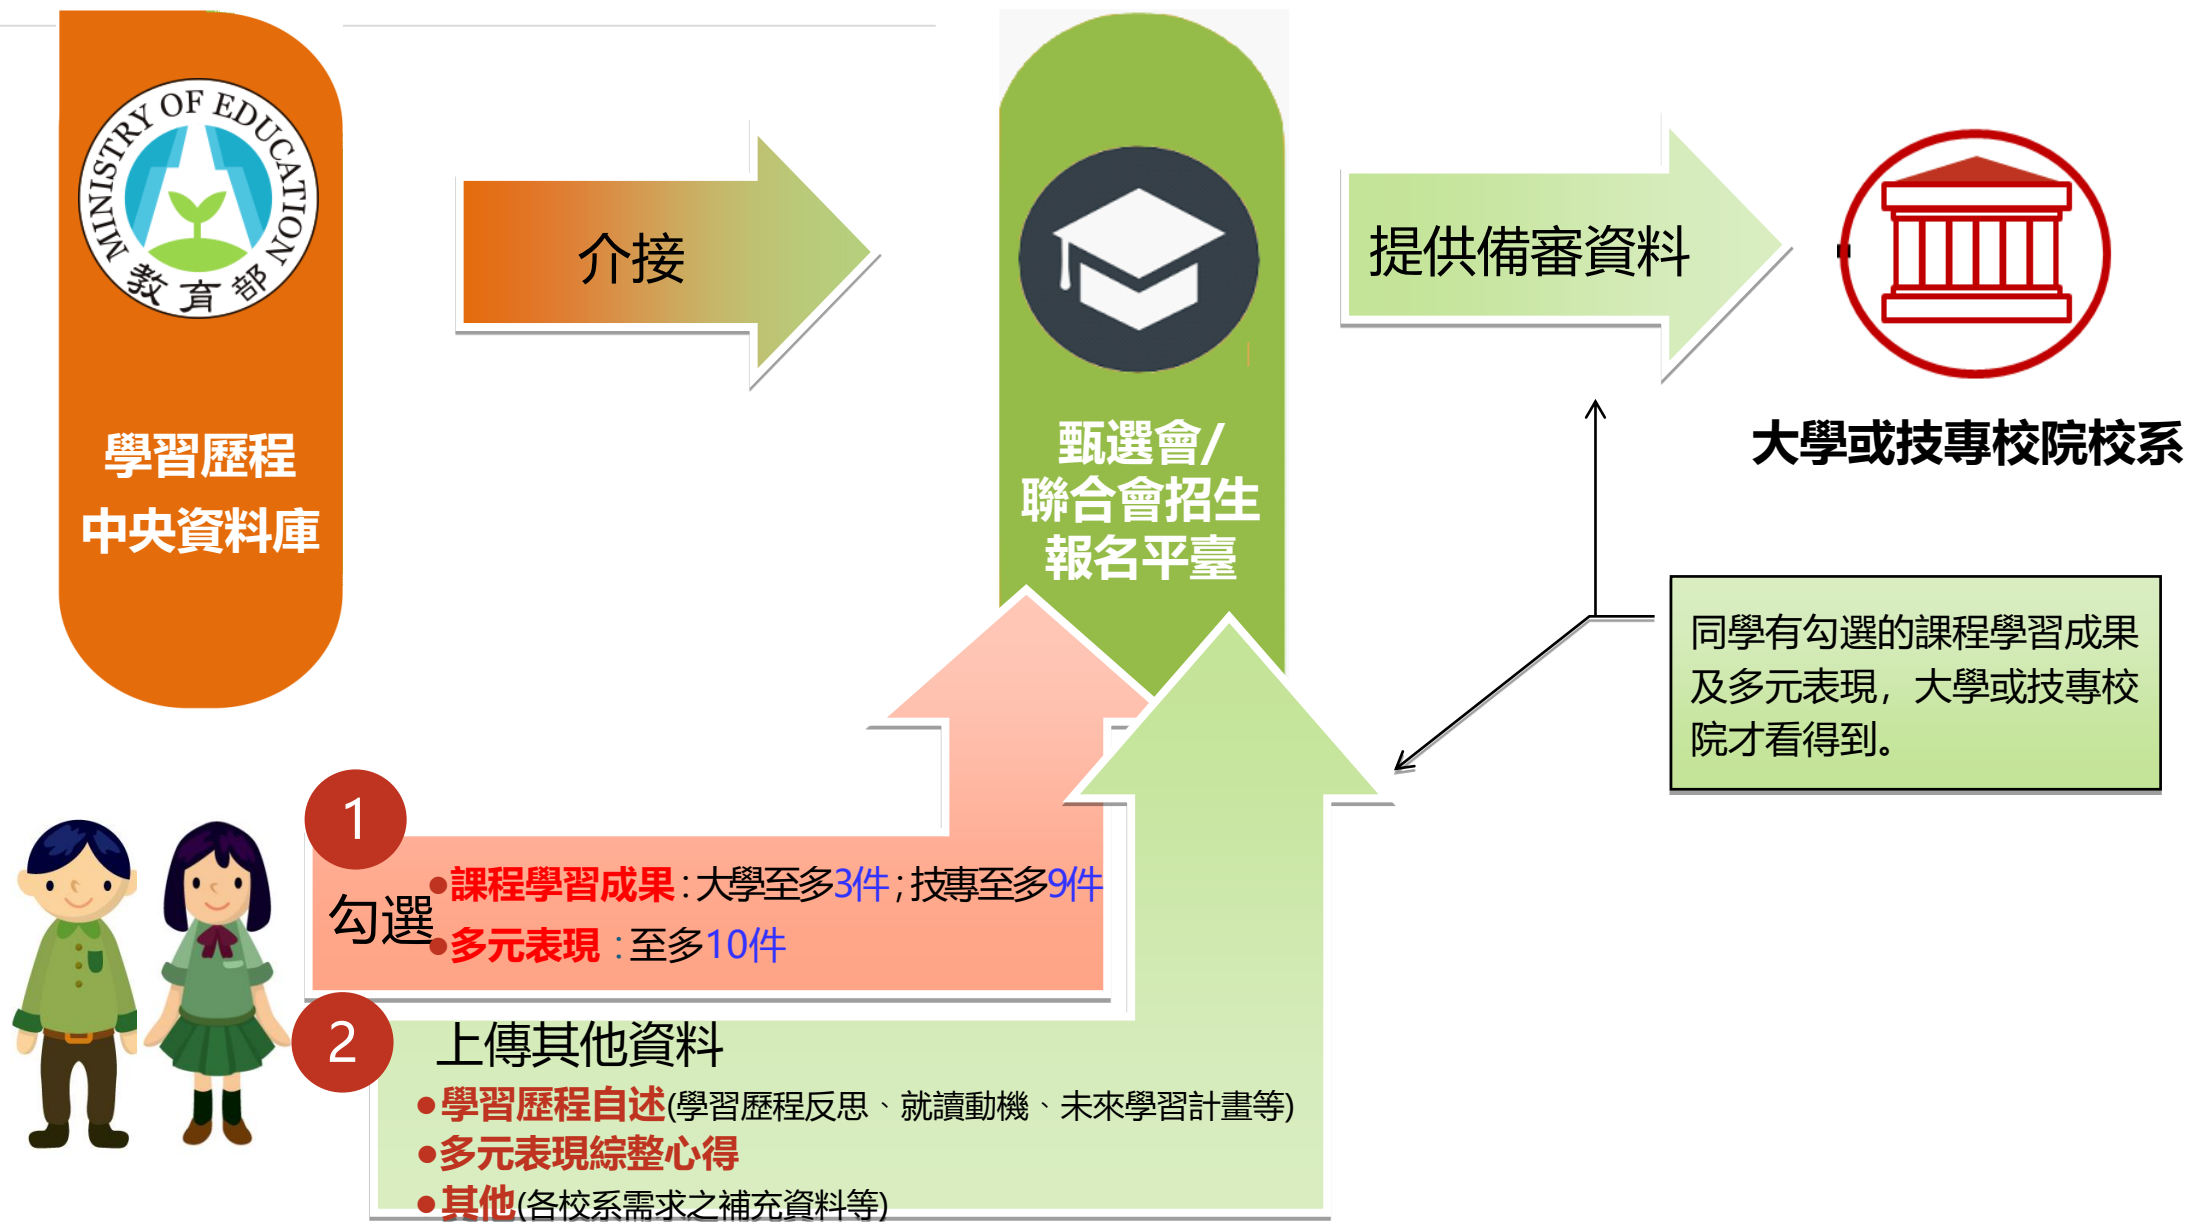 MINISTRY OF EDUCATION
教育部
學習歷程
中央資料庫
介接
甄選會/
聯合會招生
報名平臺
提供備審資料
大學或技專校院校系
同學有勾選的課程學習成果
及多元表現，大學或技專校
院才看得到。
1
勾選
●課程學習成果:大學至多3件;技專至多9件
●多元表現:至多10件
2
上傳其他資料
●學習歷程自述(學習歷程反思、就讀動機、未來學習計畫等)
●多元表現綜整心得
●其他(各校系需求之補充資料等)